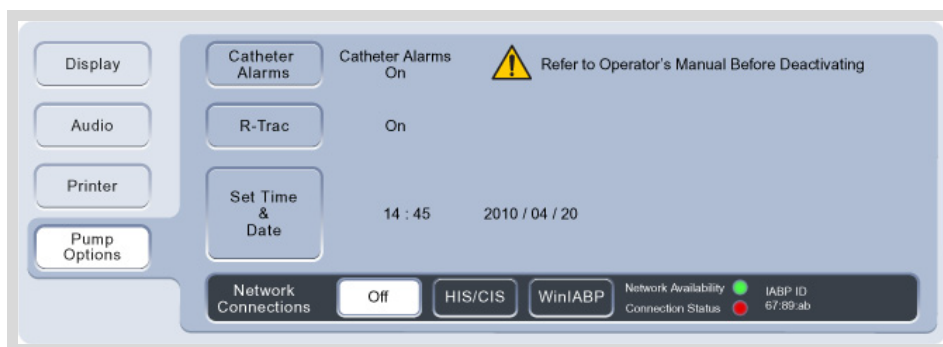 Display
Audio
Printer
Pump
Options
Catheter
Alarms
Catheter Alarms
On
Refer to Operator's Manual Before Deactivating
R-Trac
On
Set Time
&
Date
14 : 45
2010 / 04 / 20
Network
Connections
Off
HIS/CIS
WinIABP
Network Availability
Connection Status
IABP ID
67:89:ab